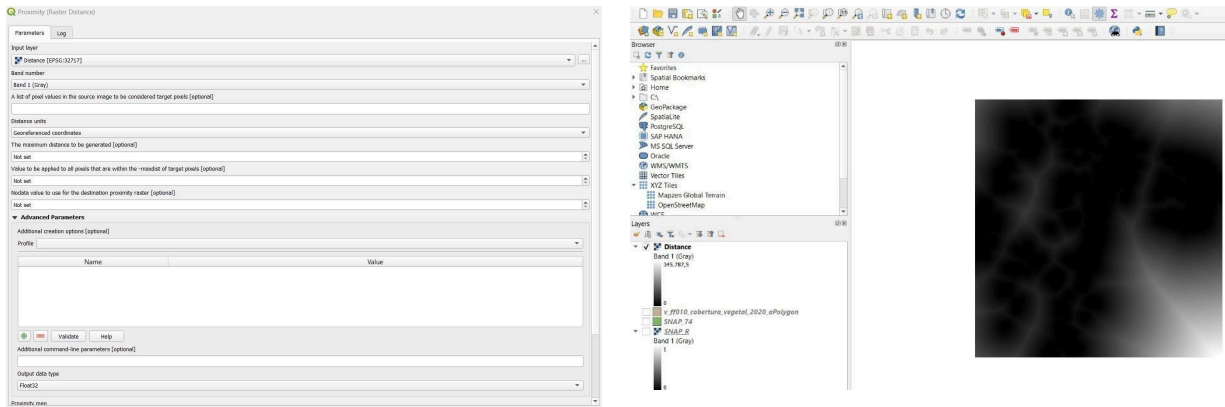 Proximity (Raster Distance)
Parameters
Log
Input layer
Distance [EPSG:32717]
...
Band number
Band 1 (Gray)
A list of pixel values in the source image to be considered target pixels [optional]
Distance units
Georeferenced coordinates
The maximum distance to be generated [optional]
Not set
Value to be applied to all pixels that are within the -maxdist of target pixels [optional]
Not set
Nodata value to use for the destination proximity raster [optional]
Not set
Advanced Parameters
Additional creation options [optional]
Profile
Name Value
Validate Help
Additional command-line parameters [optional]
Output data type
Float32
Proximity map
Browser
Favorites
Spatial Bookmarks
Home
C:\
GeoPackage
SpatiaLite
PostgreSQL
SAP HANA
MS SQL Server
Oracle
WMS/WMTS
Vector Tiles
XYZ Tiles
Mapzen Global Terrain
OpenStreetMap
WCS
Layers
Distance
Band 1 (Gray)
345.787,5
0
v_ff010_cobertura_vegetal_2020_aPolygon
SNAP_74
SNAP_R
Band 1 (Gray)
1
0